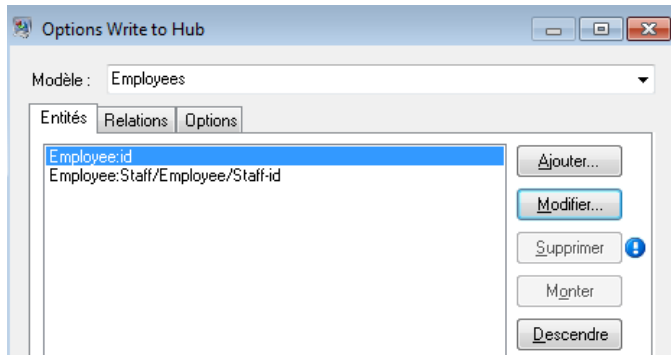 Options Write to Hub
Modèle : Employees
Entités Relations Options
Employee:id
Employee:Staff/Employee/Staff-id
Ajouter...
Modifier...
Supprimer
Monter
Descendre